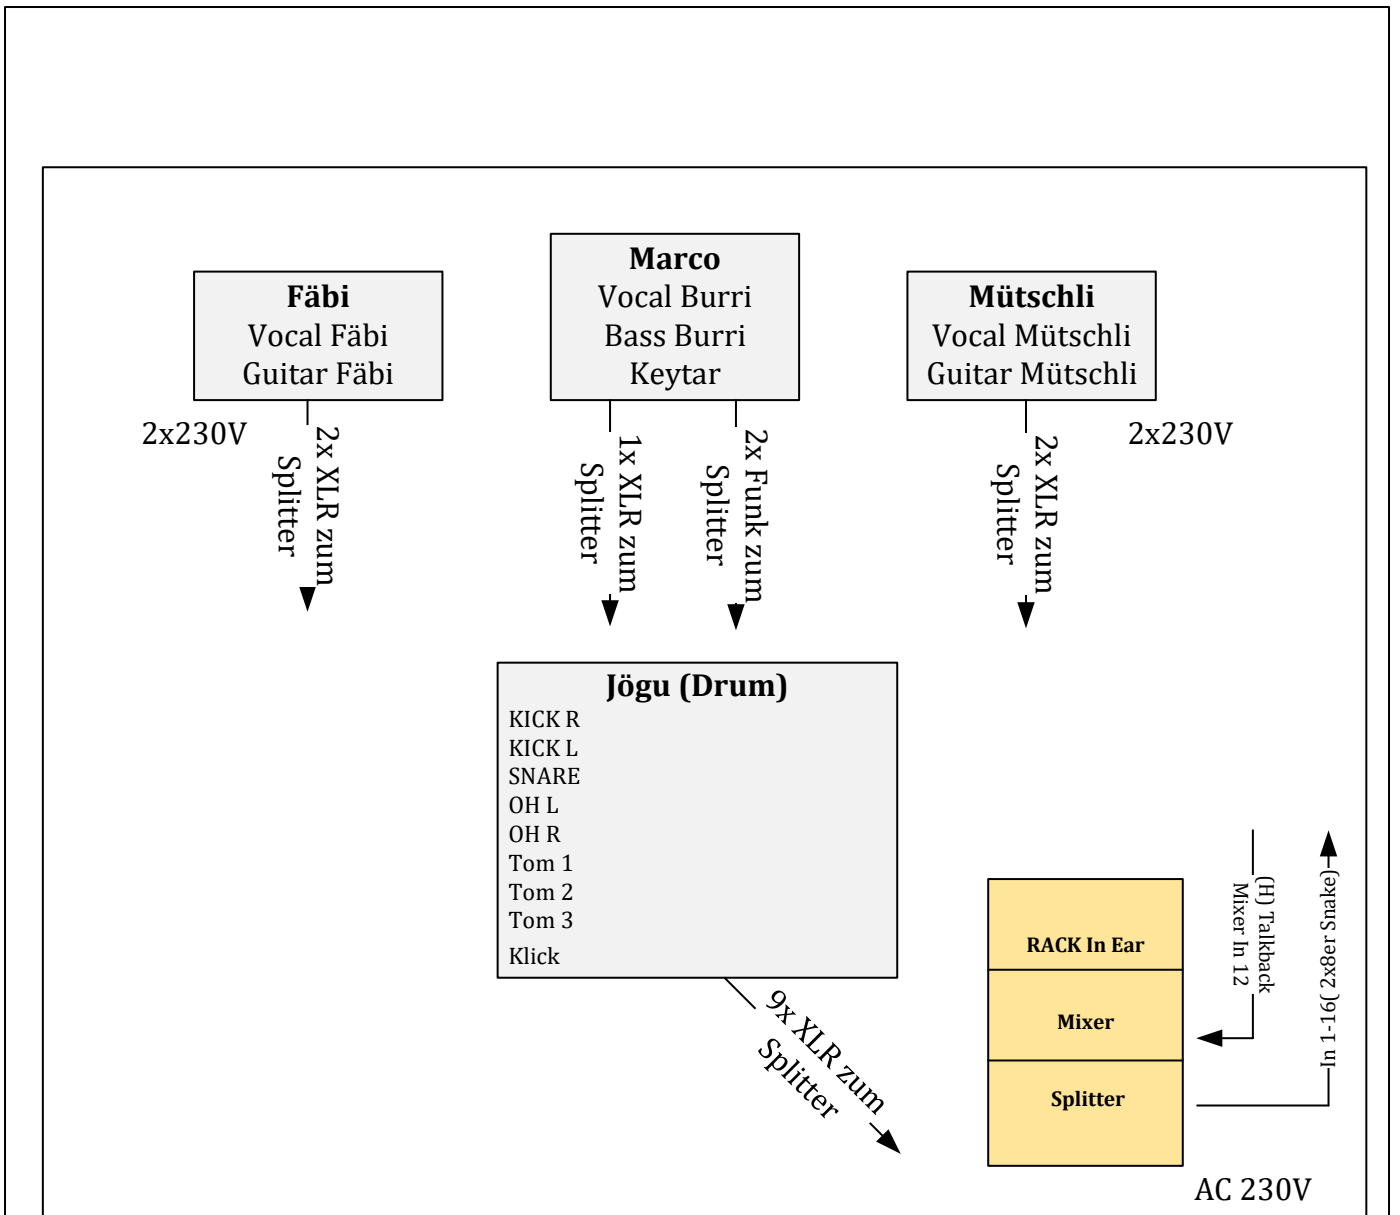 Fäbi
Vocal Fäbi
Guitar Fäbi
Marco
Vocal Burri
Bass Burri
Keytar
Mütschli
Vocal Mütschli
Guitar Mütschli
2x230V
2x XLR zum
Splitter
1x XLR zum
Splitter
2x Funk zum
Splitter
2x XLR zum
Splitter
2x230V
Jögu (Drum)
KICK R
KICK L
SNARE
OH L
OH R
Tom 1
Tom 2
Tom 3
Klick
9x XLR zum
Splitter
RACK In Ear
Mixer
Splitter
(H) Talkback
Mixer In 12
In 1-16( 2x8er Snake)
AC 230V